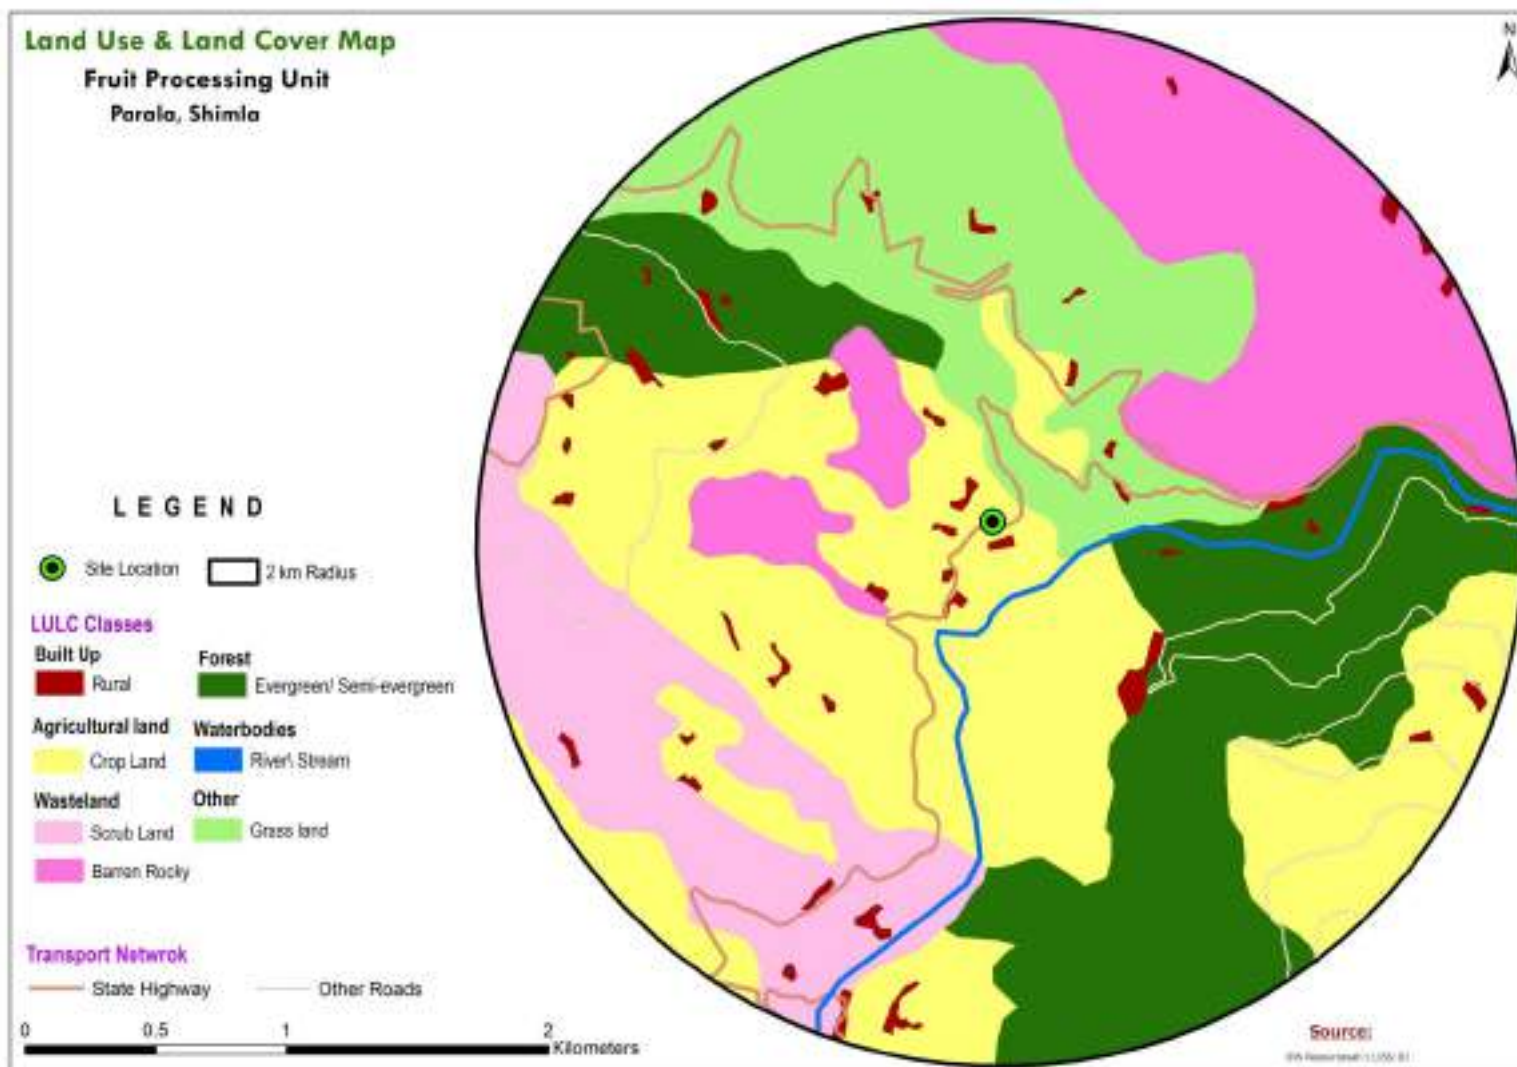 Land Use & Land Cover Map
Fruit Processing Unit
Parala, Shimla
N
LEGEND
Site Location
2 km Radius
LULC Classes
Built Up
Rural
Forest
Evergreen/ Semi-evergreen
Agricultural land
Crop Land
Waterbodies
River\ Stream
Wasteland
Scrub Land
Other
Grass land
Barren Rocky
Transport Netwrok
State Highway
Other Roads
0 0.5 1 2
Kilometers
Source: